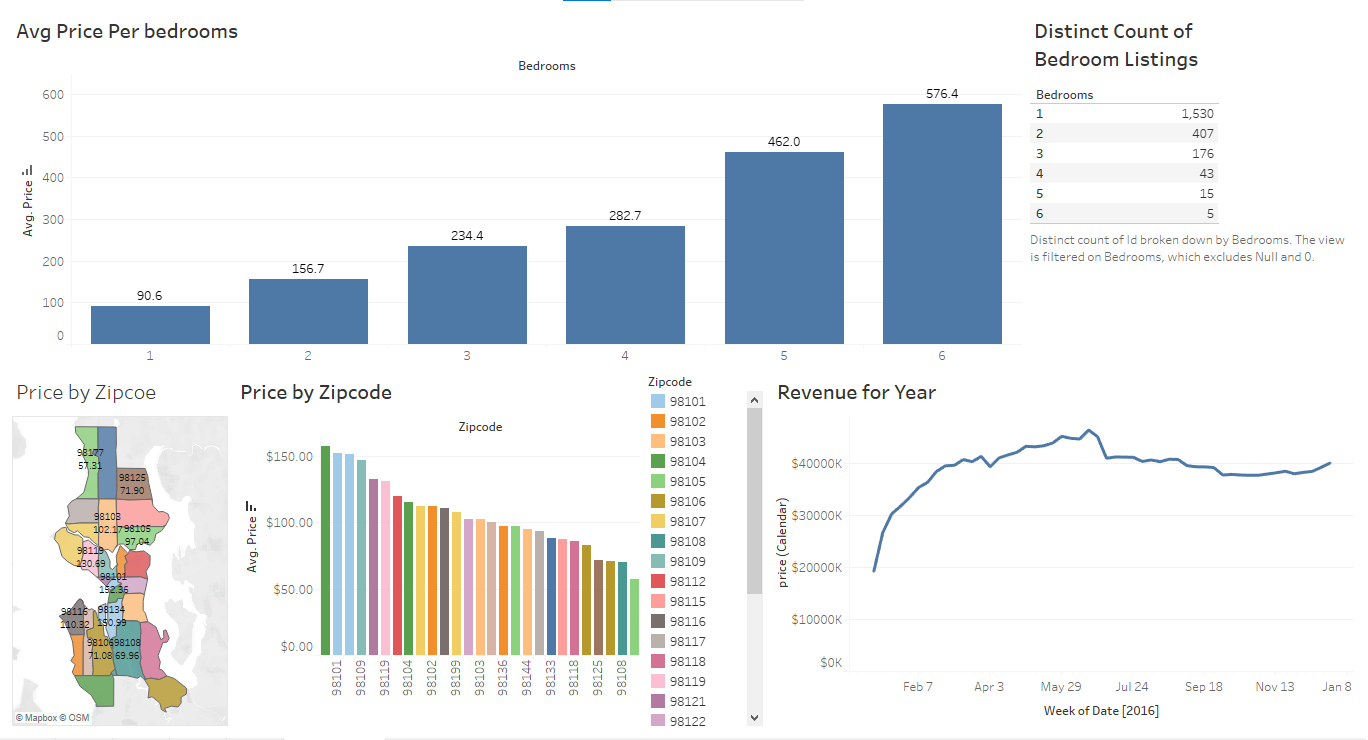 Avg Price Per bedrooms
Bedrooms
Avg. Price
600
500
400
300
200
100
0
90.6
156.7
234.4
282.7
462.0
576.4
1
2
3
4
5
6
Distinct Count of
Bedroom Listings
Bedrooms
1 1,530
2 407
3 176
4 43
5 15
6 5
Distinct count of Id broken down by Bedrooms. The view
is filtered on Bedrooms, which excludes Null and 0.
Price by Zipcoe
98177
57.31
98125
71.90
98103
102.17
98105
97.04
98119
130.69
98101
152.36
98116
110.32
98134
150.99
98106
71.08
98108
69.96
© Mapbox © OSM
Price by Zipcode
Zipcode
Avg. Price
$150.00
$100.00
$50.00
$0.00
98101
98109
98119
98104
98102
98199
98103
98136
98144
98133
98118
98125
98108
Zipcode
98101
98102
98103
98104
98105
98106
98107
98108
98109
98112
98115
98116
98117
98118
98119
98121
98122
Revenue for Year
price (Calendar)
$40000K
$30000K
$20000K
$10000K
$0K
Feb 7
Apr 3
May 29
Jul 24
Sep 18
Nov 13
Jan 8
Week of Date [2016]